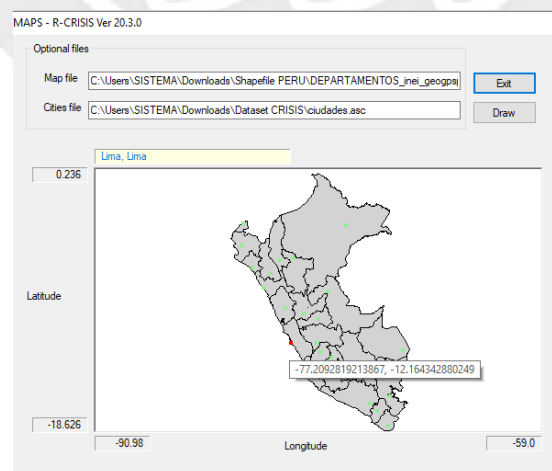 MAPS - R-CRISIS Ver 20.3.0
Optional files
Map file C:\Users\SISTEMA\Downloads\Shapefile PERU\DEPARTAMENTOS_inei_geogpsp Exit
Cities file C:\Users\SISTEMA\Downloads\Dataset CRISIS\ciudades.asc Draw
Lima, Lima
0.236
Latitude
-77.2092819213867, -12.164342880249
-18.626
-90.98 Longitude -59.0